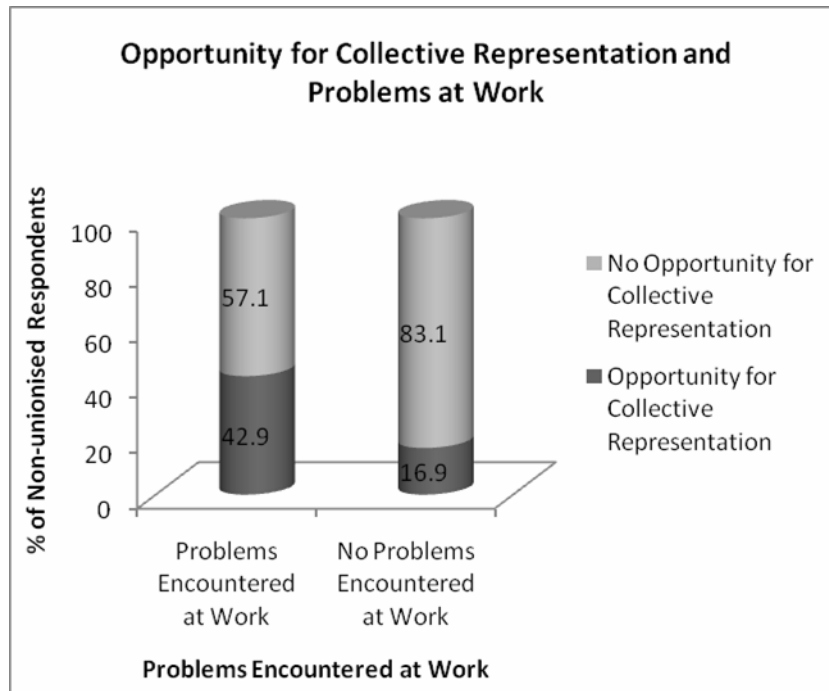 Opportunity for Collective Representation and
Problems at Work
% of Non-unionised Respondents
100
80
60
40
20
0
57.1
42.9
83.1
16.9
Problems
Encountered
at Work
No Problems
Encountered
at Work
Problems Encountered at Work
No Opportunity for
Collective
Representation
Opportunity for
Collective
Representation